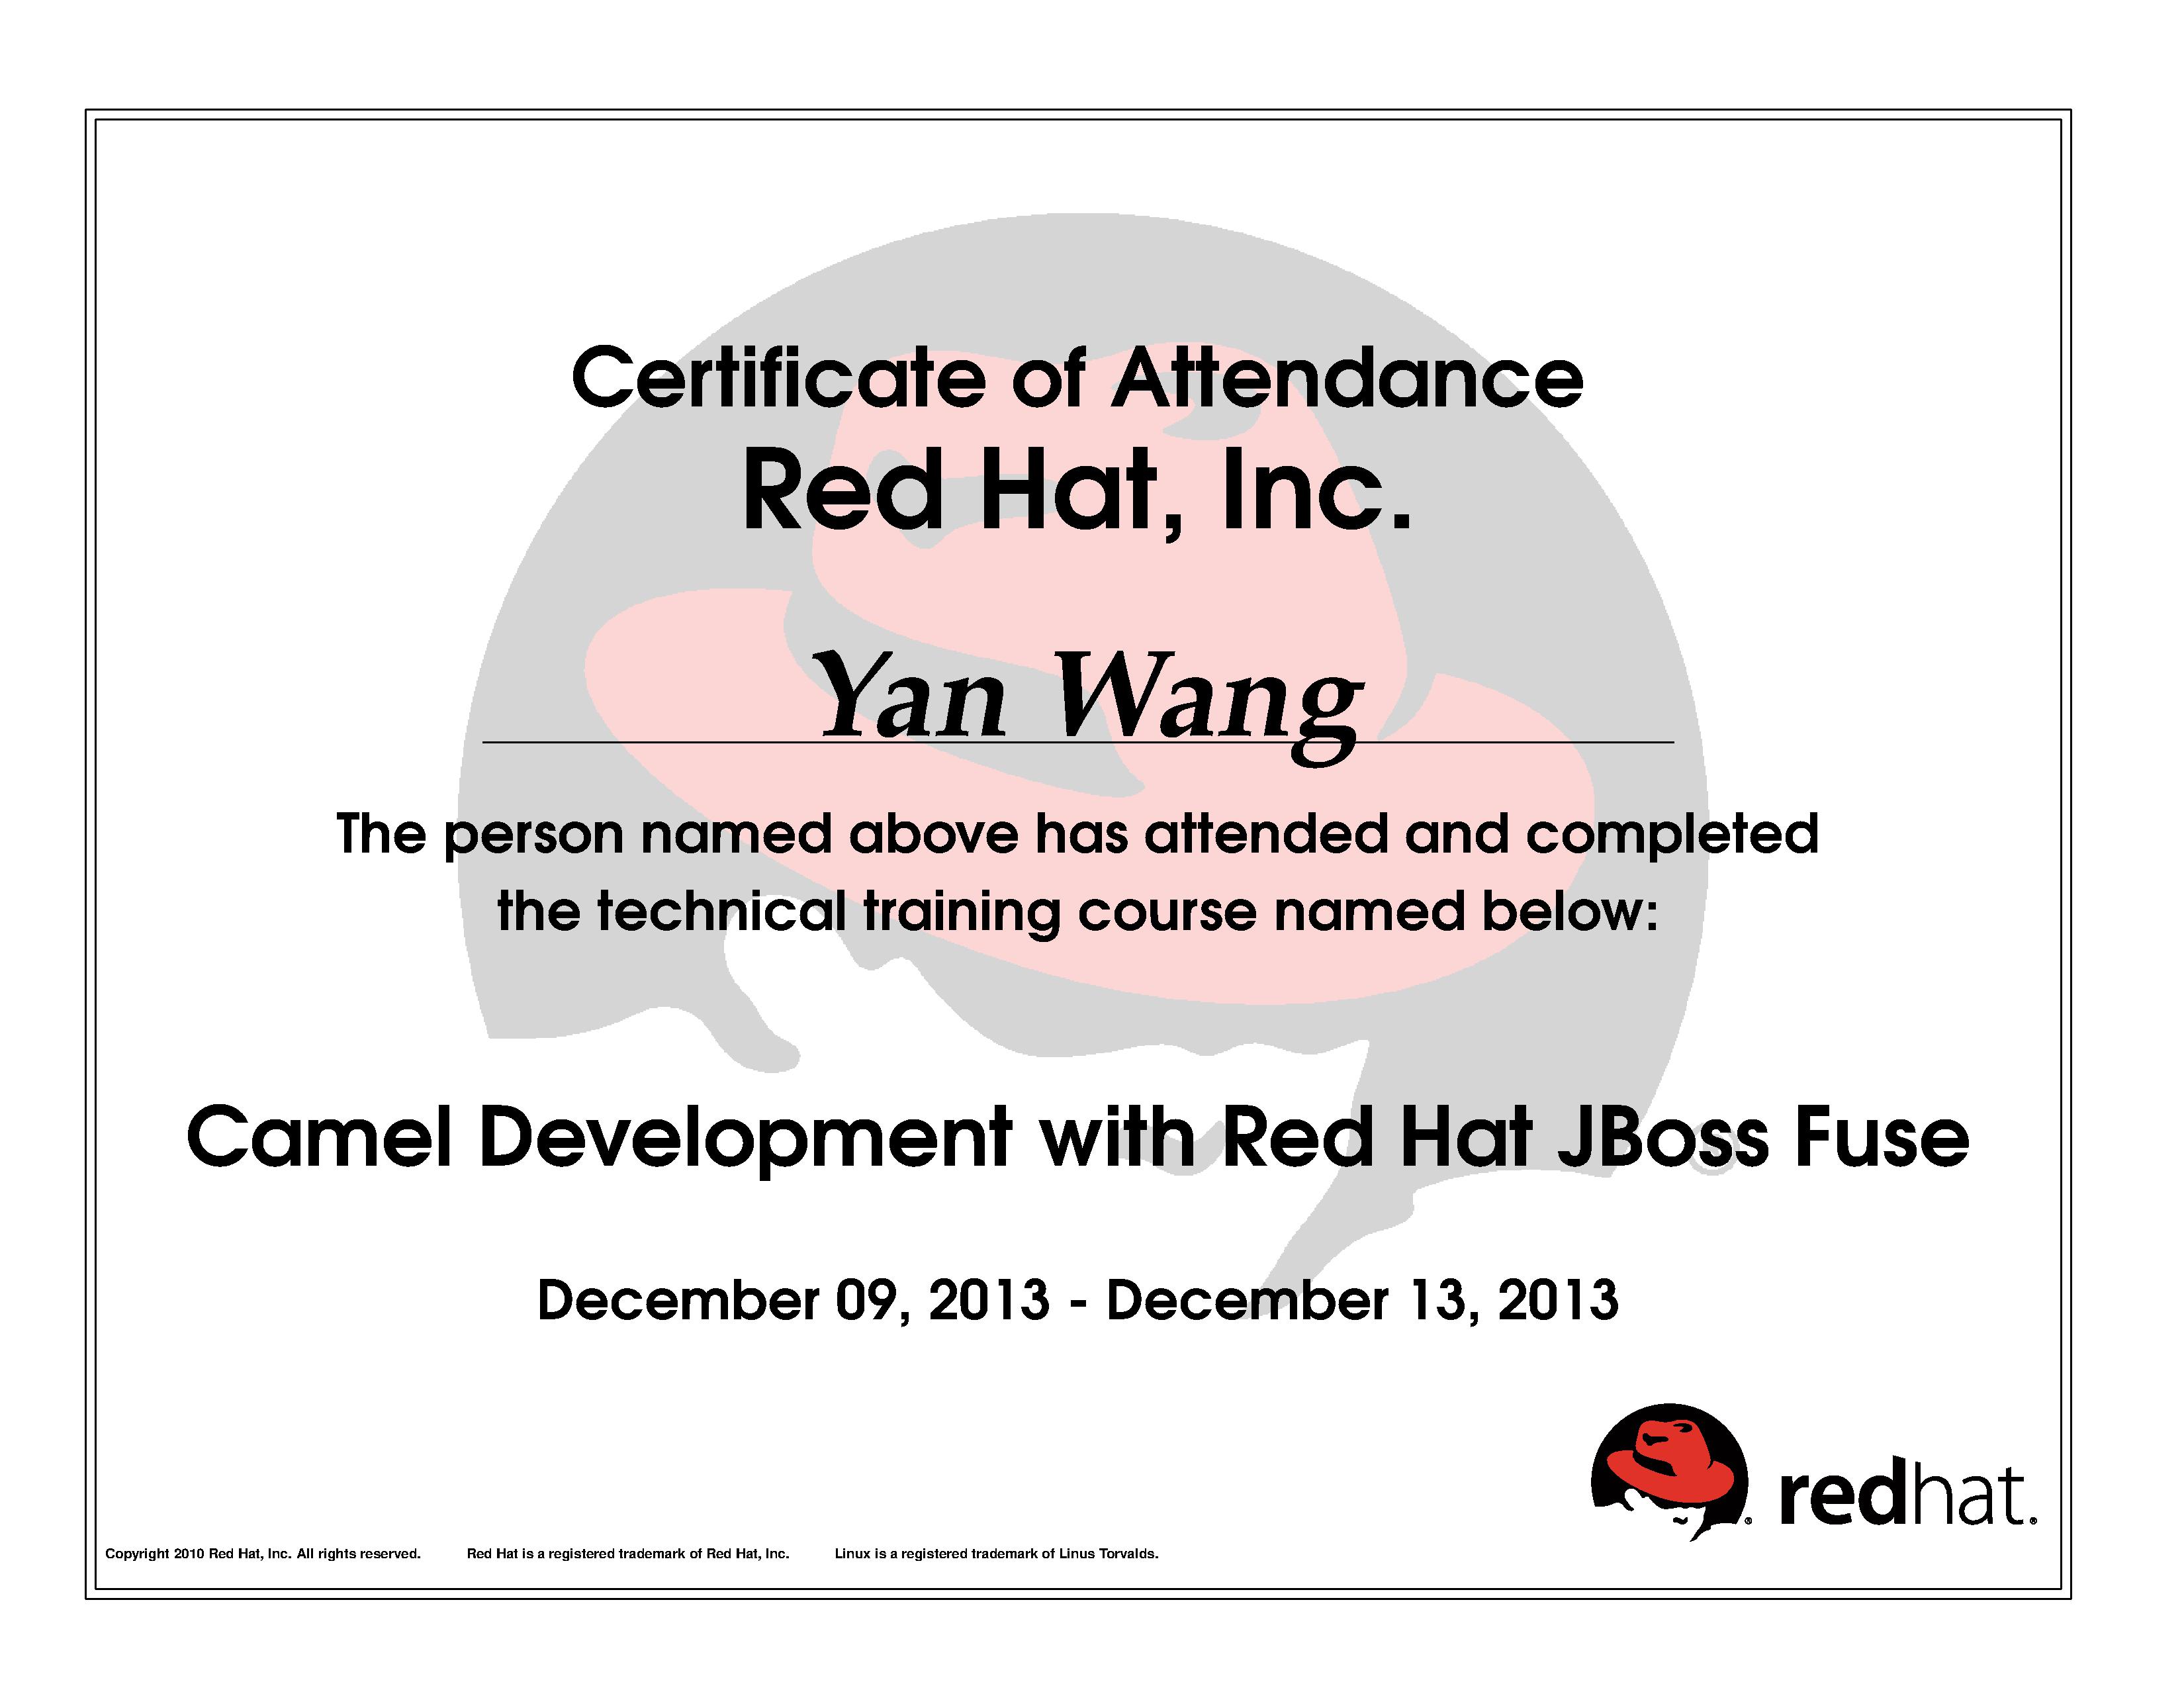 Certificate of Attendance
Red Hat, Inc.
Yan Wang
The person named above has attended and completed
the technical training course named below:
Camel Development with Red Hat JBoss Fuse
December 09, 2013 - December 13, 2013
redhat.®
Copyright 2010 Red Hat, Inc. All rights reserved. Red Hat is a registered trademark of Red Hat, Inc. Linux is a registered trademark of Linus Torvalds.